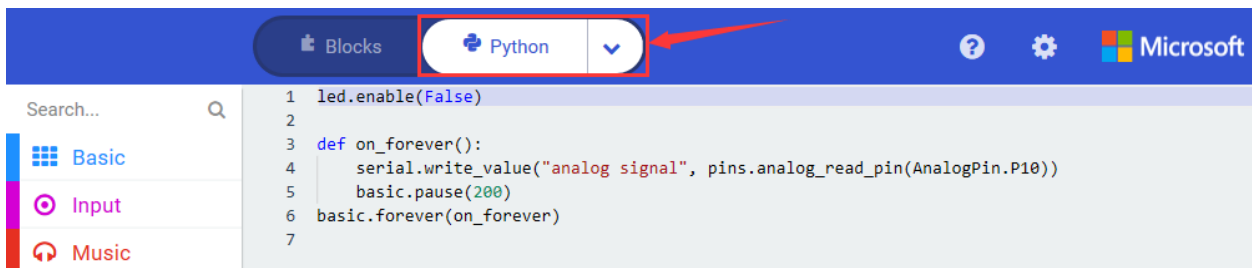 Blocks Python Microsoft
Search...
Basic
Input
Music
1 led.enable(False)
2
3 def on_forever():
4     serial.write_value("analog signal", pins.analog_read_pin(AnalogPin.P10))
5     basic.pause(200)
6 basic.forever(on_forever)
7